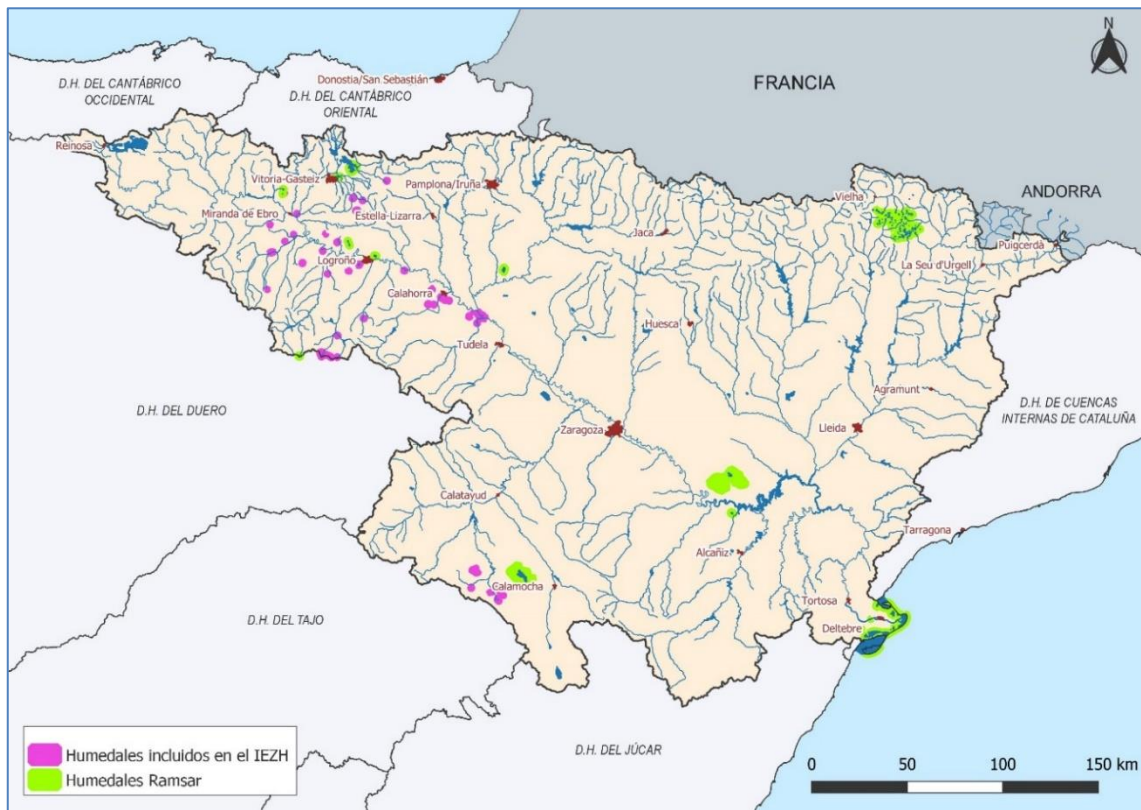 N
FRANCIA
ANDORRA
D.H. DEL CANTÁBRICO
OCCIDENTAL
Donostia/San Sebastián
D.H. DEL CANTÁBRICO
ORIENTAL
Reinosa
Vitoria-Gasteiz
Pamplona/Iruña
Vielha
Miranda de Ebro
Estella-Lizarra
Jaca
Puigcerdà
Logroño
La Seu d'Urgell
Calahorra
Huesca
Tudela
Agramunt
D.H. DEL DUERO
D.H. DE CUENCAS
INTERNAS DE CATALUÑA
Zaragoza
Lleida
Calatayud
Tarragona
Alcañiz
Calamocha
Tortosa
D.H. DEL TAJO
Deltebre
D.H. DEL JÚCAR
Humedales incluidos en el IEZH
Humedales Ramsar
0 50 100 150 km